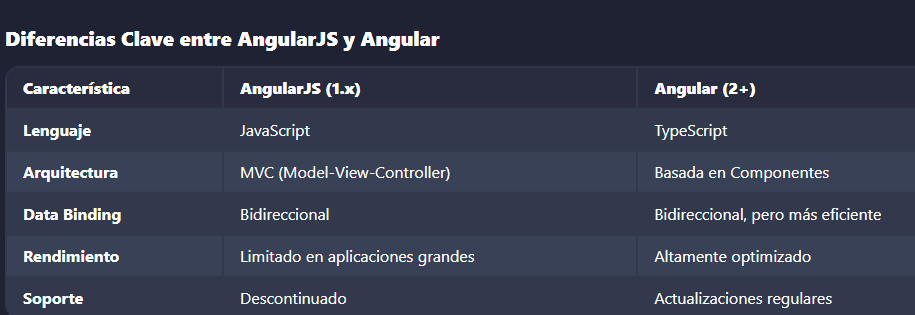 Diferencias Clave entre AngularJS y Angular
Característica AngularJS (1.x) Angular (2+)
Lenguaje JavaScript TypeScript
Arquitectura MVC (Model-View-Controller) Basada en Componentes
Data Binding Bidireccional Bidireccional, pero más eficiente
Rendimiento Limitado en aplicaciones grandes Altamente optimizado
Soporte Descontinuado Actualizaciones regulares